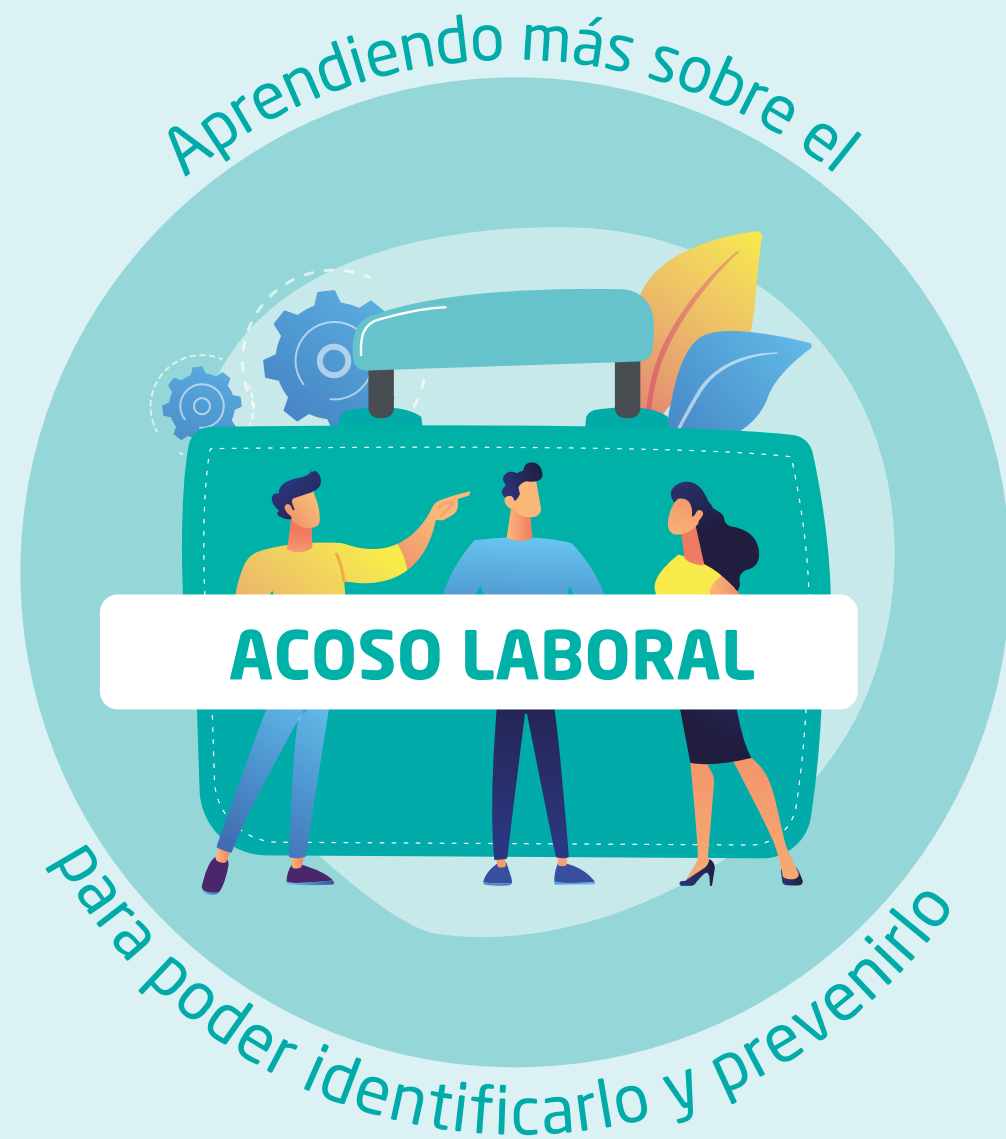 Aprendiendo más sobre el
ACOSO LABORAL
para poder identificarlo y prevenirlo